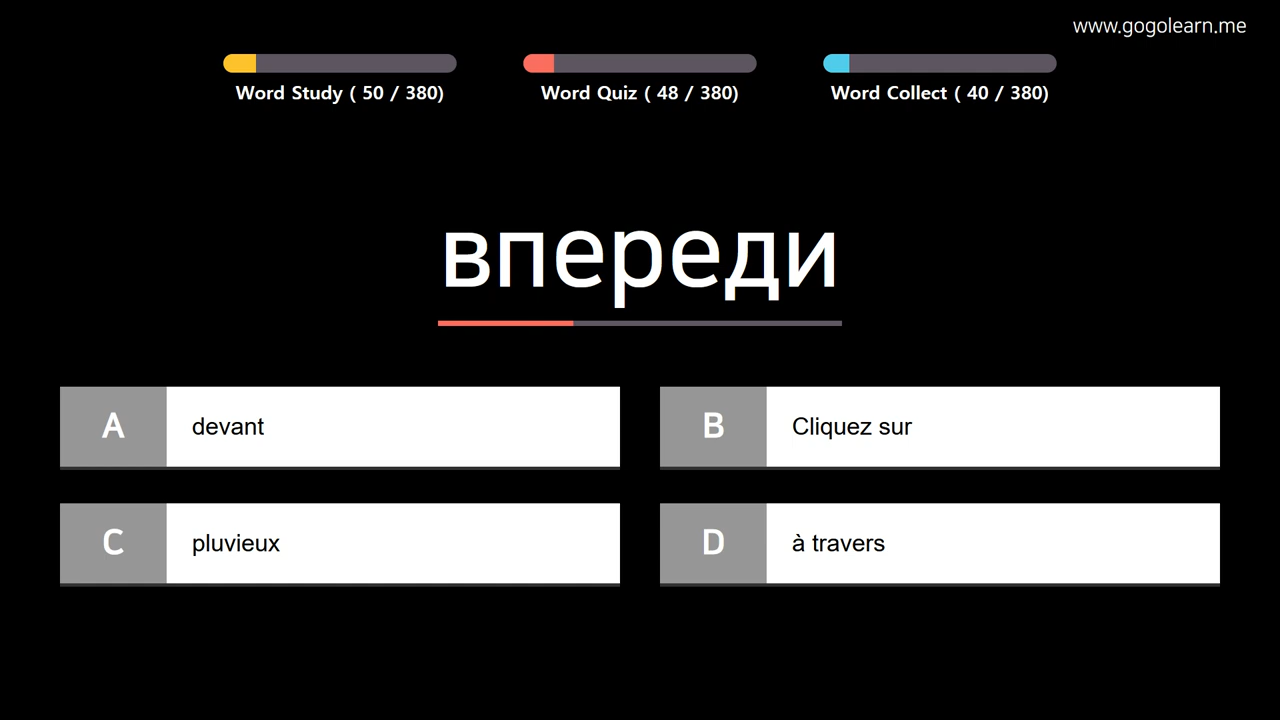 www.gogolearn.me
Word Study ( 50 / 380)
Word Quiz ( 48 / 380)
Word Collect ( 40 / 380)
впереди
A devant
B Cliquez sur
C pluvieux
D à travers